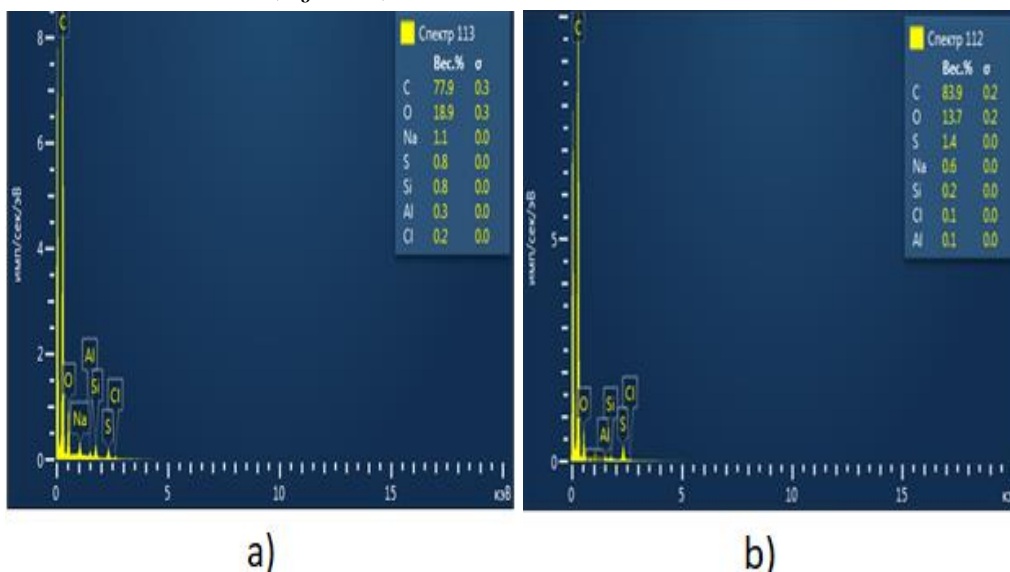 C
8
6
4
2
0
имп/сек/эВ
Спектр 113
Вес.% σ
C 77.9 0.3
O 18.9 0.3
Na 1.1 0.0
S 0.8 0.0
Si 0.8 0.0
Al 0.3 0.0
Cl 0.2 0.0
Al
O
Si
Cl
Na
S
0 5 10 15 кэВ
a)
C
5
0
имп/сек/эВ
Спектр 112
Вес.% σ
C 83.9 0.2
O 13.7 0.2
S 1.4 0.0
Na 0.6 0.0
Si 0.2 0.0
Cl 0.1 0.0
Al 0.1 0.0
O
Si
Cl
Al
S
0 5 10 15 кэВ
b)